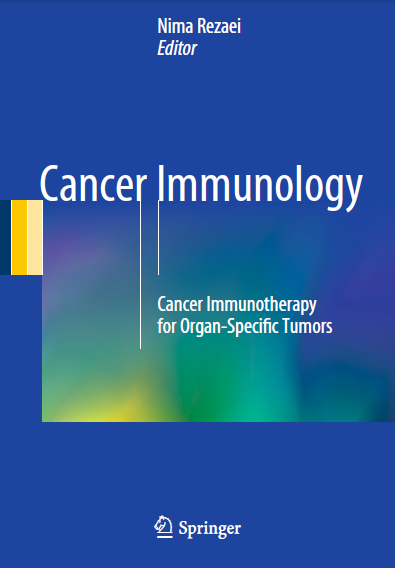 Nima Rezaei
Editor
Cancer Immunology
Cancer Immunotherapy
for Organ-Specific Tumors
Springer